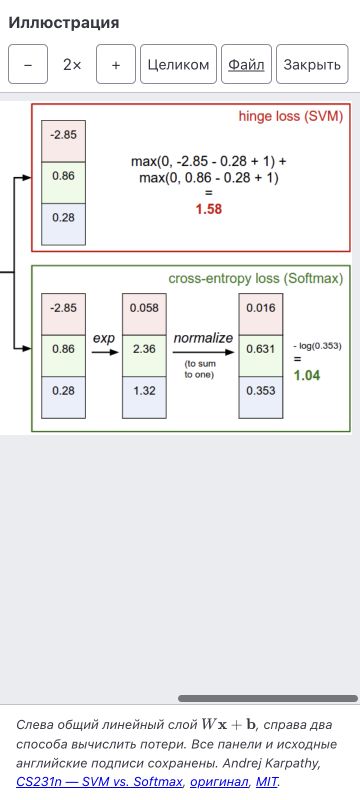 Иллюстрация
− 2× + Целиком Файл Закрыть
hinge loss (SVM)
-2.85
0.86
0.28
max(0, -2.85 - 0.28 + 1) +
max(0, 0.86 - 0.28 + 1)
=
1.58
cross-entropy loss (Softmax)
-2.85
0.86
0.28
exp
0.058
2.36
1.32
normalize
(to sum
to one)
0.016
0.631
0.353
- log(0.353)
=
1.04
Слева общий линейный слой Wx + b, справа два
способа вычислить потери. Все панели и исходные
английские подписи сохранены. Andrej Karpathy,
CS231n — SVM vs. Softmax, оригинал, MIT.